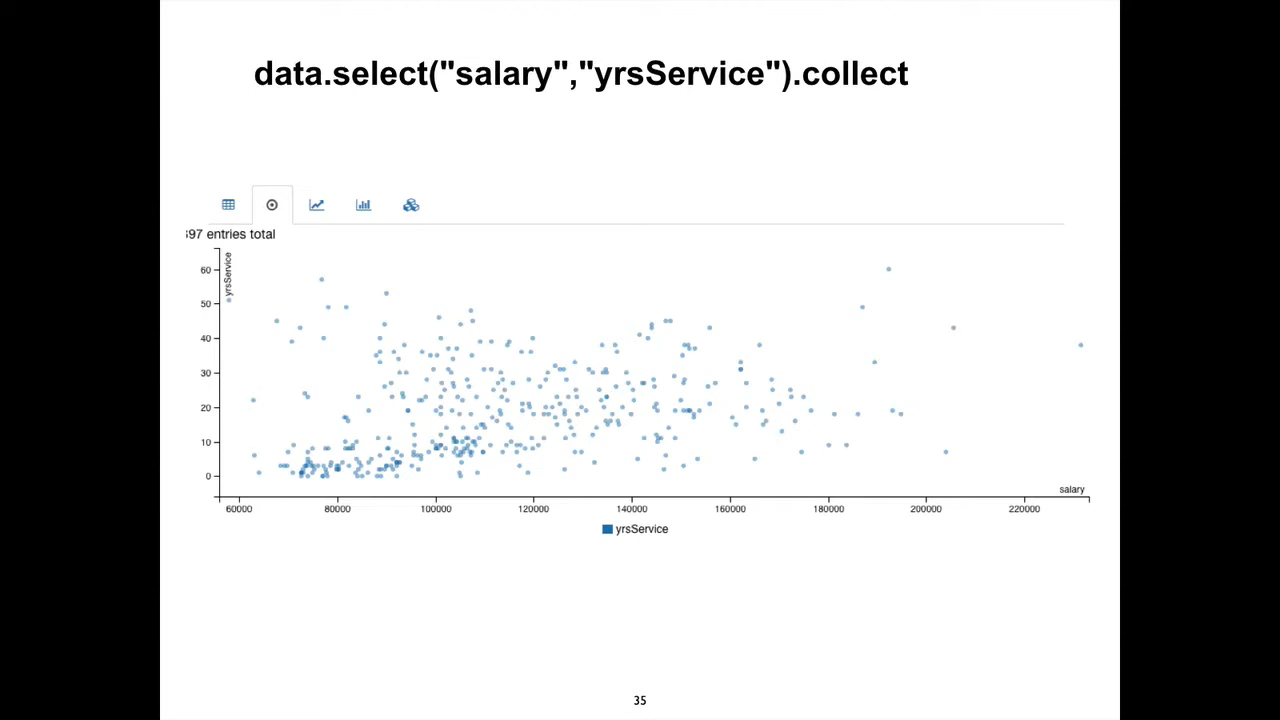 data.select("salary","yrsService").collect
397 entries total
yrsService
60
50
40
30
20
10
0
salary
60000 80000 100000 120000 140000 160000 180000 200000 220000
yrsService
35